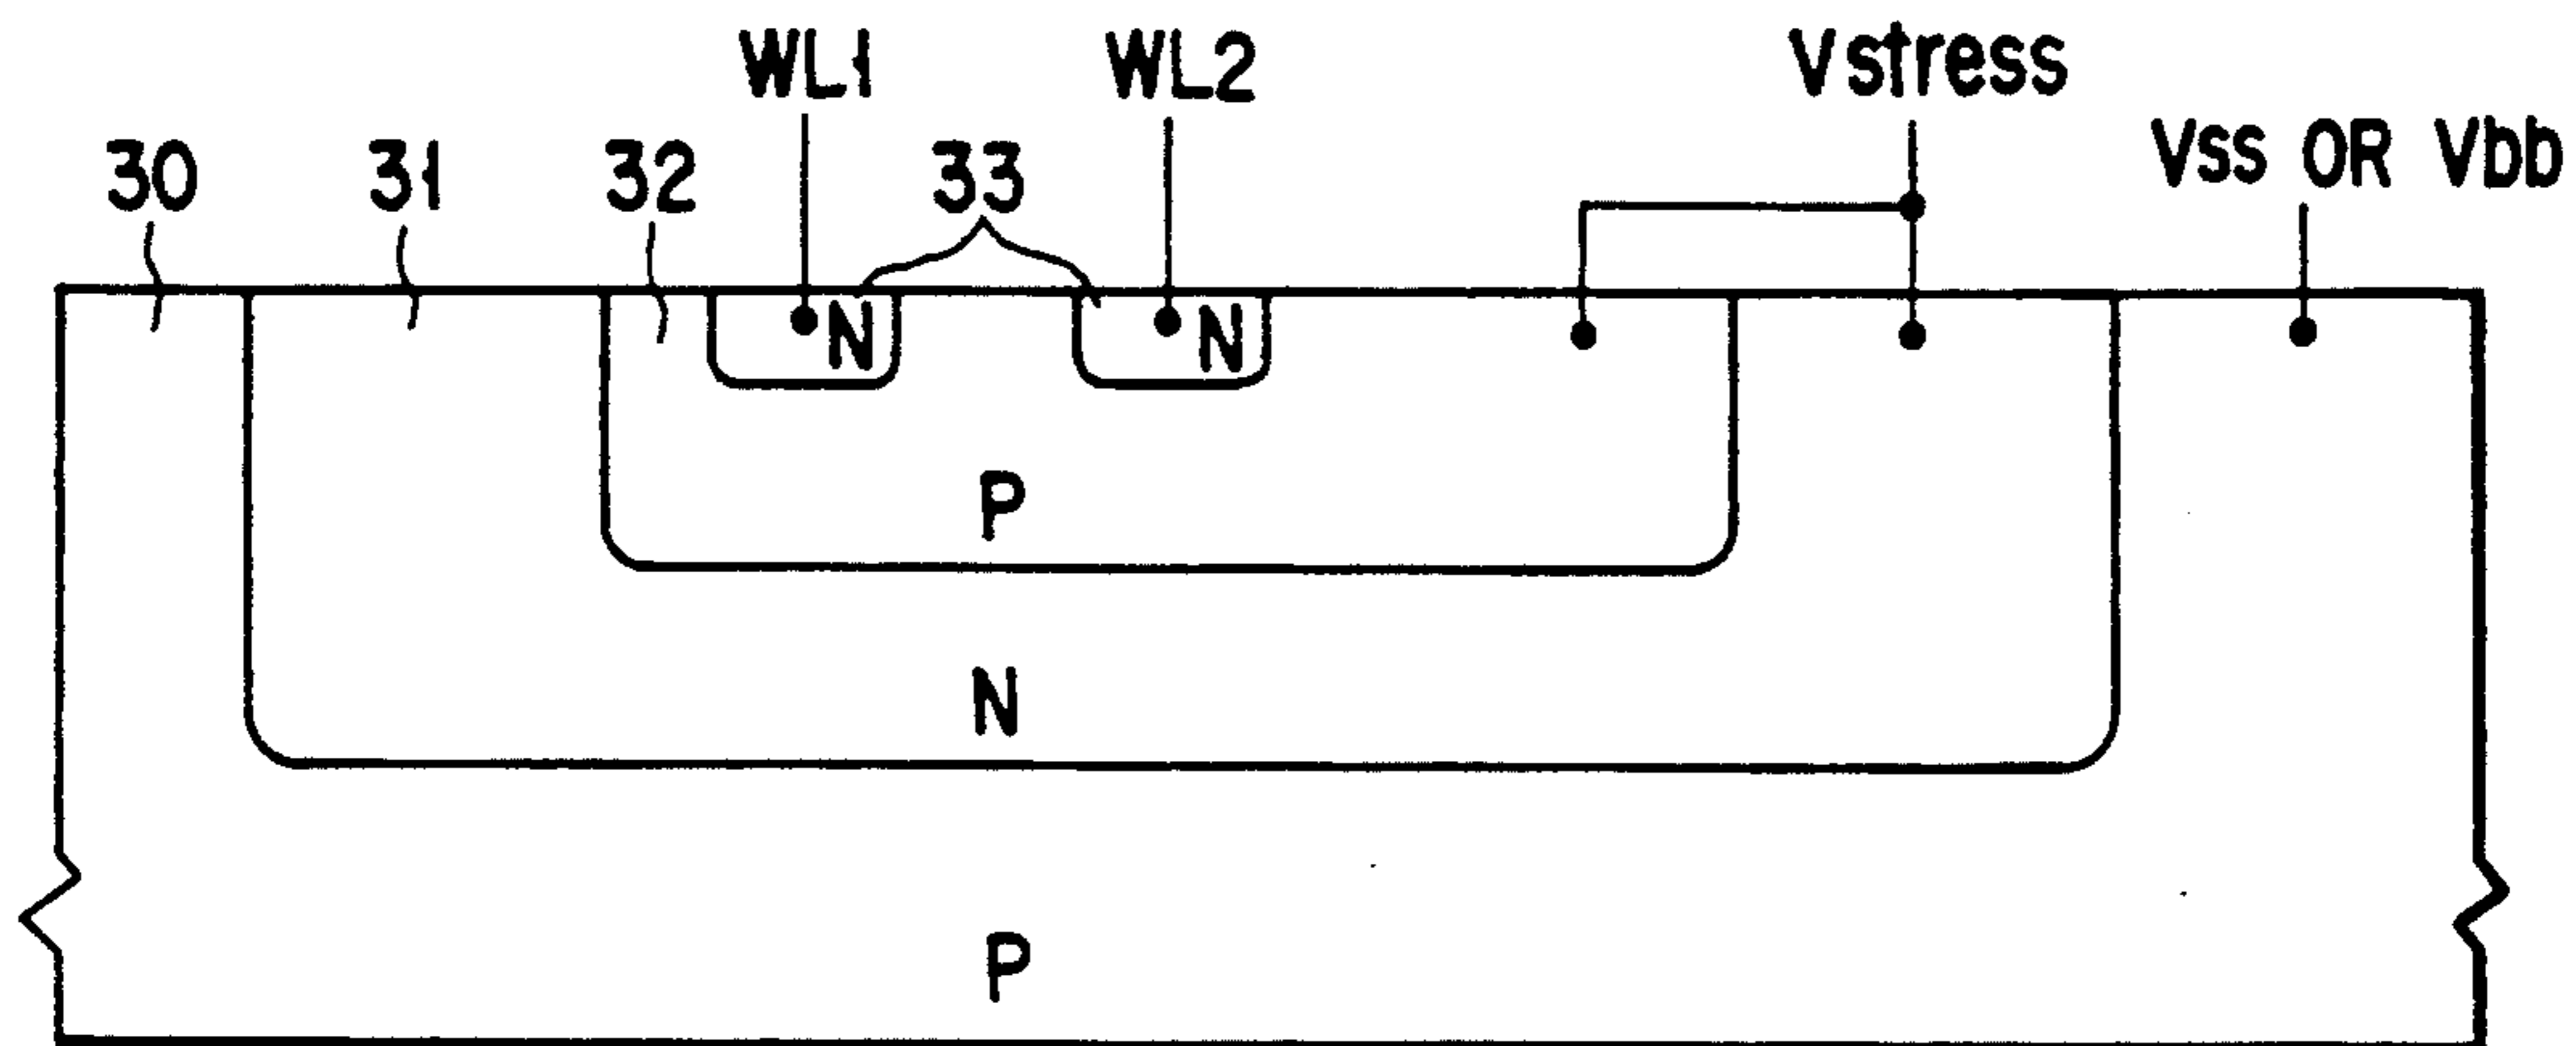 WL1 WL2 Vstress
Vss OR Vbb
30 31 32 33
N N
P
N
P